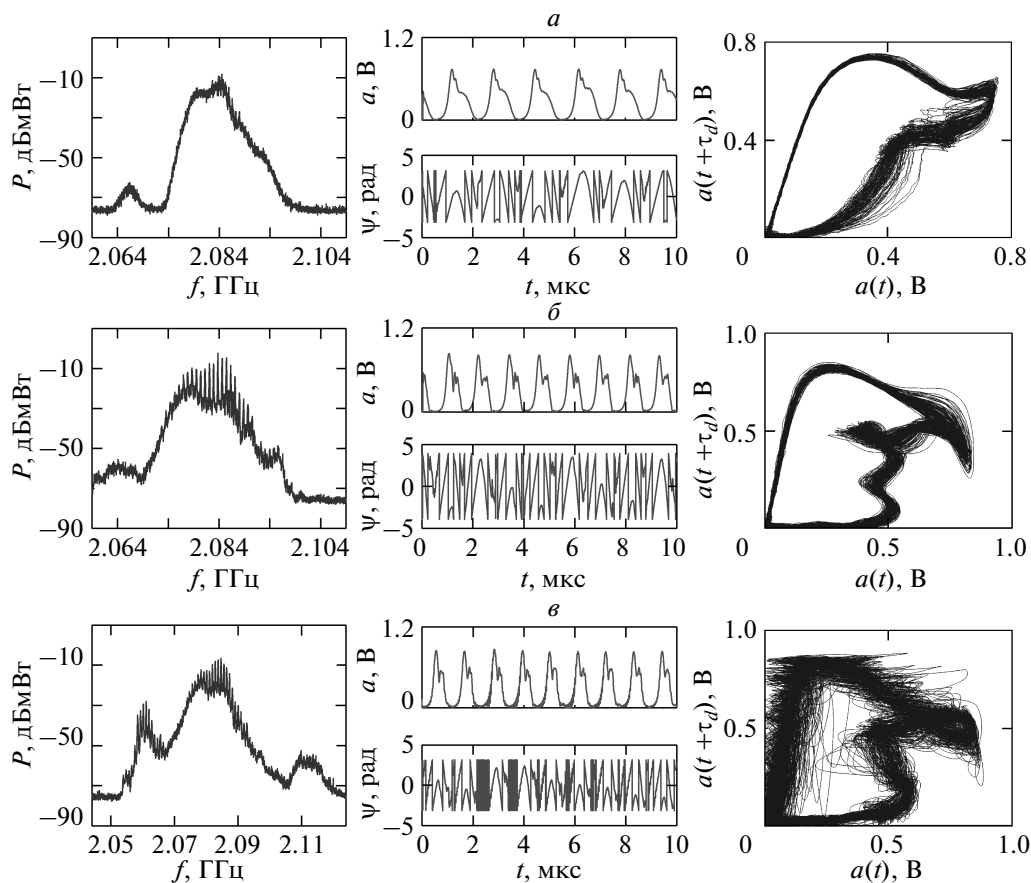 а
P, дБмВт
−10
−50
−90
2.064 2.084 2.104
f, ГГц
a, В
1.2
0
ψ, рад
5
0
−5
0 2 4 6 8 10
t, мкс
a(t + τd), В
0.8
0.4
0 0.4 0.8
a(t), В
б
P, дБмВт
−10
−50
−90
2.064 2.084 2.104
f, ГГц
a, В
1.2
0
ψ, рад
5
0
−5
0 2 4 6 8 10
t, мкс
a(t + τd), В
1.0
0.5
0 0.5 1.0
a(t), В
в
P, дБмВт
−10
−50
−90
2.05 2.07 2.09 2.11
f, ГГц
a, В
1.2
0
ψ, рад
5
0
−5
0 2 4 6 8 10
t, мкс
a(t + τd), В
1.0
0.5
0 0.5 1.0
a(t), В